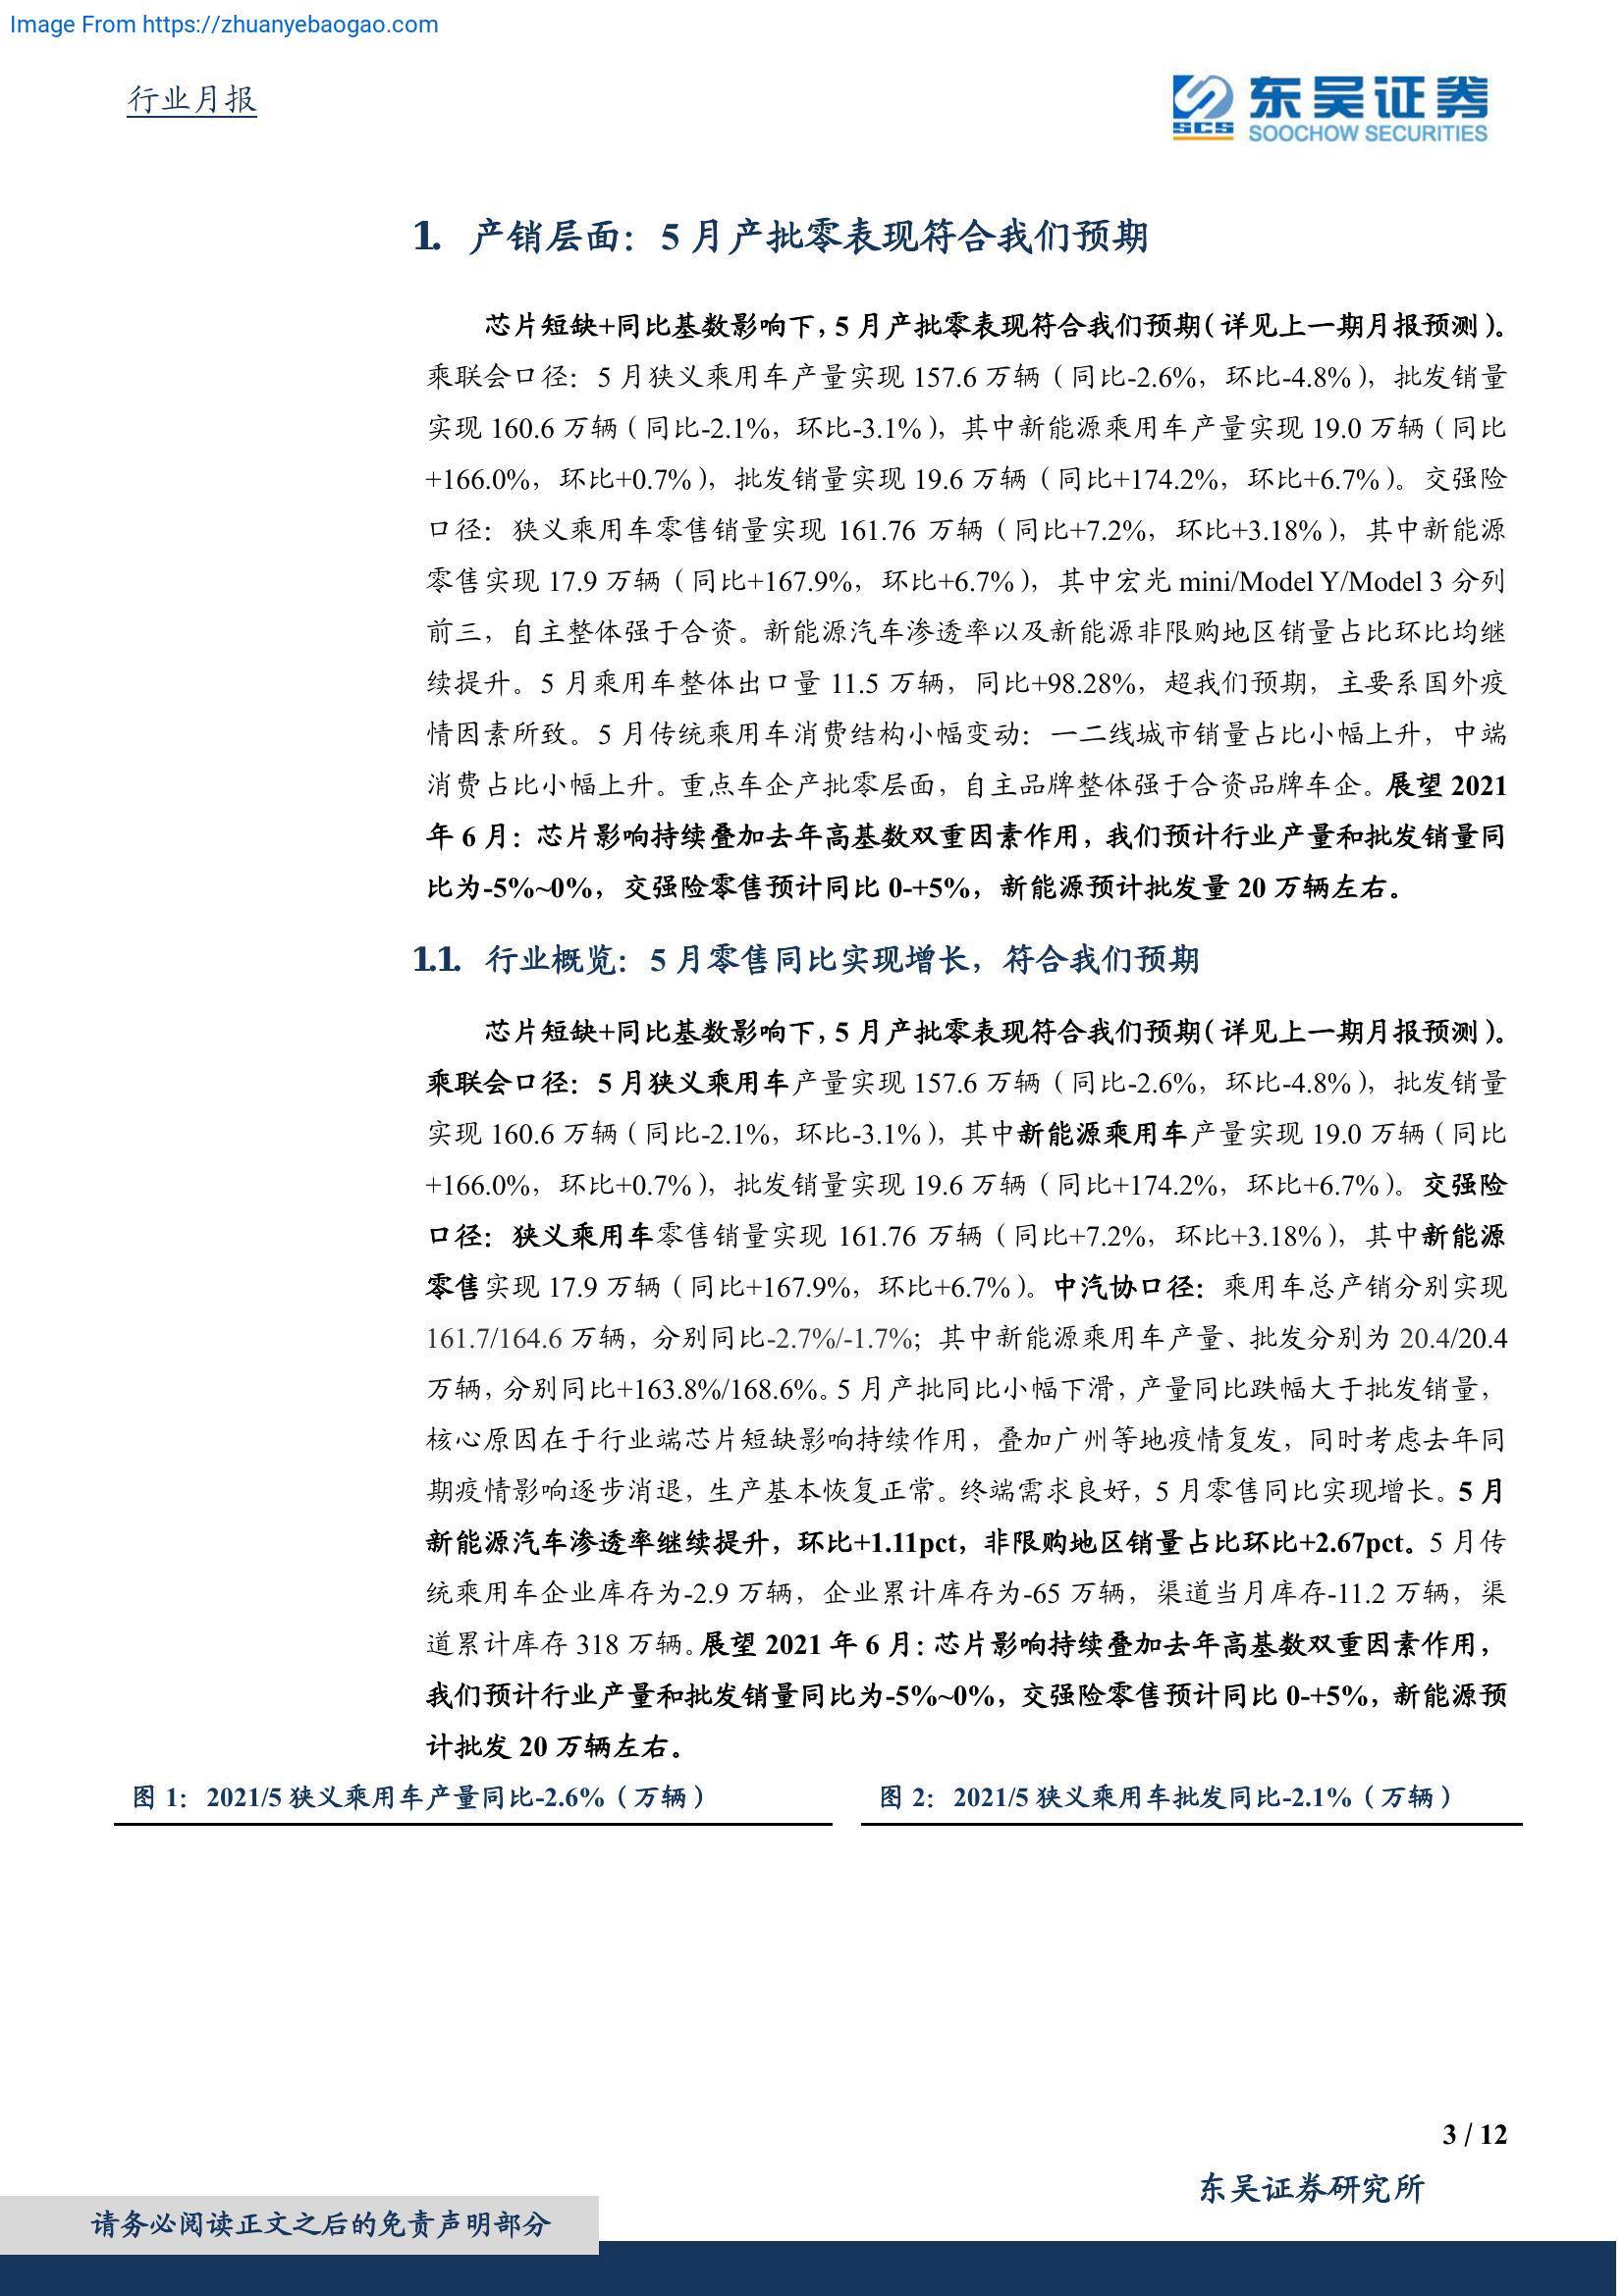 Image From https://zhuanyebaogao.com
行业月报
东吴证券
SCS
SOOCHOW SECURITIES
1. 产销层面：5 月产批零表现符合我们预期
芯片短缺+同比基数影响下，5 月产批零表现符合我们预期（详见上一期月报预测）。
乘联会口径：5 月狭义乘用车产量实现 157.6 万辆（同比-2.6%，环比-4.8%），批发销量
实现 160.6 万辆（同比-2.1%，环比-3.1%），其中新能源乘用车产量实现 19.0 万辆（同比
+166.0%，环比+0.7%），批发销量实现 19.6 万辆（同比+174.2%，环比+6.7%）。交强险
口径：狭义乘用车零售销量实现 161.76 万辆（同比+7.2%，环比+3.18%），其中新能源
零售实现 17.9 万辆（同比+167.9%，环比+6.7%），其中宏光 mini/Model Y/Model 3 分列
前三，自主整体强于合资。新能源汽车渗透率以及新能源非限购地区销量占比环比均继
续提升。5 月乘用车整体出口量 11.5 万辆，同比+98.28%，超我们预期，主要系国外疫
情因素所致。5 月传统乘用车消费结构小幅变动：一二线城市销量占比小幅上升，中端
消费占比小幅上升。重点车企产批零层面，自主品牌整体强于合资品牌车企。展望 2021
年 6 月：芯片影响持续叠加去年高基数双重因素作用，我们预计行业产量和批发销量同
比为-5%~0%，交强险零售预计同比 0-+5%，新能源预计批发量 20 万辆左右。
1.1. 行业概览：5 月零售同比实现增长，符合我们预期
芯片短缺+同比基数影响下，5 月产批零表现符合我们预期（详见上一期月报预测）。
乘联会口径：5 月狭义乘用车产量实现 157.6 万辆（同比-2.6%，环比-4.8%），批发销量
实现 160.6 万辆（同比-2.1%，环比-3.1%），其中新能源乘用车产量实现 19.0 万辆（同比
+166.0%，环比+0.7%），批发销量实现 19.6 万辆（同比+174.2%，环比+6.7%）。交强险
口径：狭义乘用车零售销量实现 161.76 万辆（同比+7.2%，环比+3.18%），其中新能源
零售实现 17.9 万辆（同比+167.9%，环比+6.7%）。中汽协口径：乘用车总产销分别实现
161.7/164.6 万辆，分别同比-2.7%/-1.7%；其中新能源乘用车产量、批发分别为 20.4/20.4
万辆，分别同比+163.8%/168.6%。5 月产批同比小幅下滑，产量同比跌幅大于批发销量，
核心原因在于行业端芯片短缺影响持续作用，叠加广州等地疫情复发，同时考虑去年同
期疫情影响逐步消退，生产基本恢复正常。终端需求良好，5 月零售同比实现增长。5 月
新能源汽车渗透率继续提升，环比+1.11pct，非限购地区销量占比环比+2.67pct。5 月传
统乘用车企业库存为-2.9 万辆，企业累计库存为-65 万辆，渠道当月库存-11.2 万辆，渠
道累计库存 318 万辆。展望 2021 年 6 月：芯片影响持续叠加去年高基数双重因素作用，
我们预计行业产量和批发销量同比为-5%~0%，交强险零售预计同比 0-+5%，新能源预
计批发 20 万辆左右。
图 1：2021/5 狭义乘用车产量同比-2.6%（万辆）
图 2：2021/5 狭义乘用车批发同比-2.1%（万辆）
3 / 12
东吴证券研究所
请务必阅读正文之后的免责声明部分